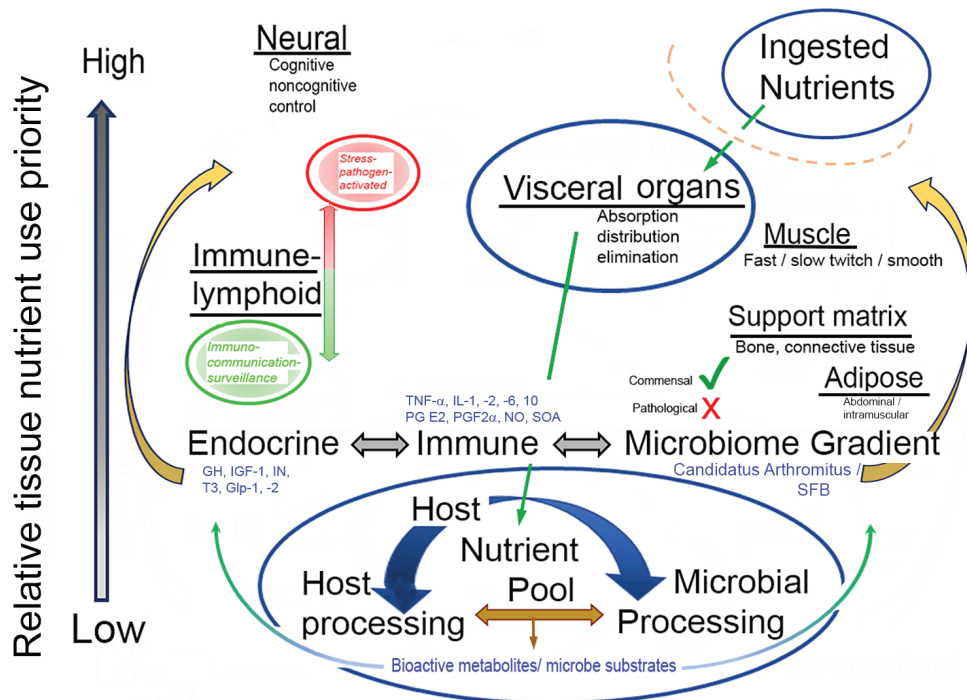 Relative tissue nutrient use priority
High
Low
Neural
Cognitive
noncognitive
control
Stress-
pathogen-
activated
Immune-
lymphoid
Immuno-
communication-
surveillance
Ingested
Nutrients
Visceral organs
Absorption
distribution
elimination
Muscle
Fast / slow twitch / smooth
Support matrix
Bone, connective tissue
Commensal
Pathological
Adipose
Abdominal /
intramuscular
TNF-α, IL-1, -2, -6, 10
PG E2, PGF2α, NO, SOA
Endocrine
Immune
Microbiome Gradient
GH, IGF-1, IN,
T3, Glp-1, -2
Candidatus Arthromitus /
SFB
Host
Nutrient
Pool
Host
processing
Microbial
Processing
Bioactive metabolites/ microbe substrates